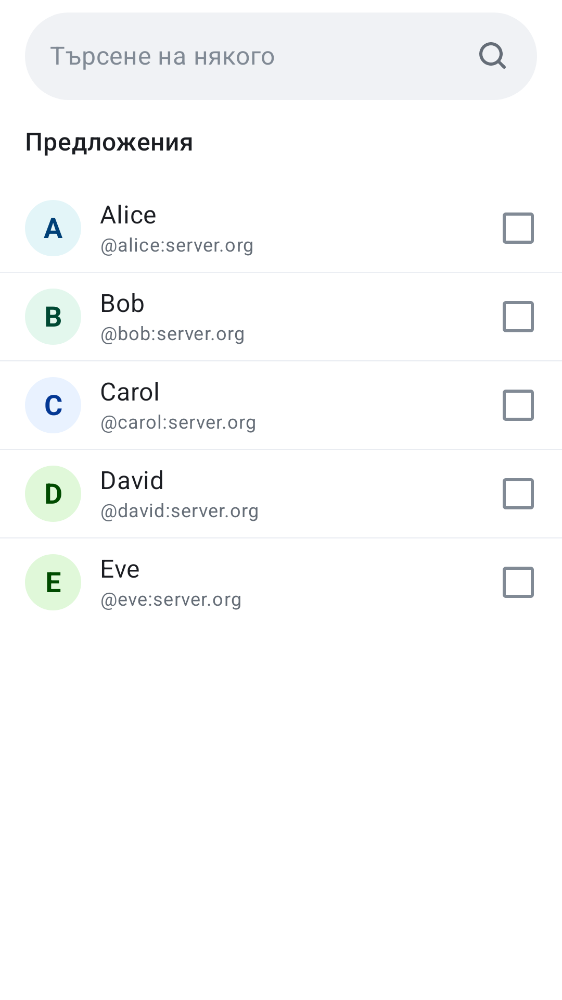 Търсене на някого
Предложения
A
Alice
@alice:server.org
B
Bob
@bob:server.org
C
Carol
@carol:server.org
D
David
@david:server.org
E
Eve
@eve:server.org